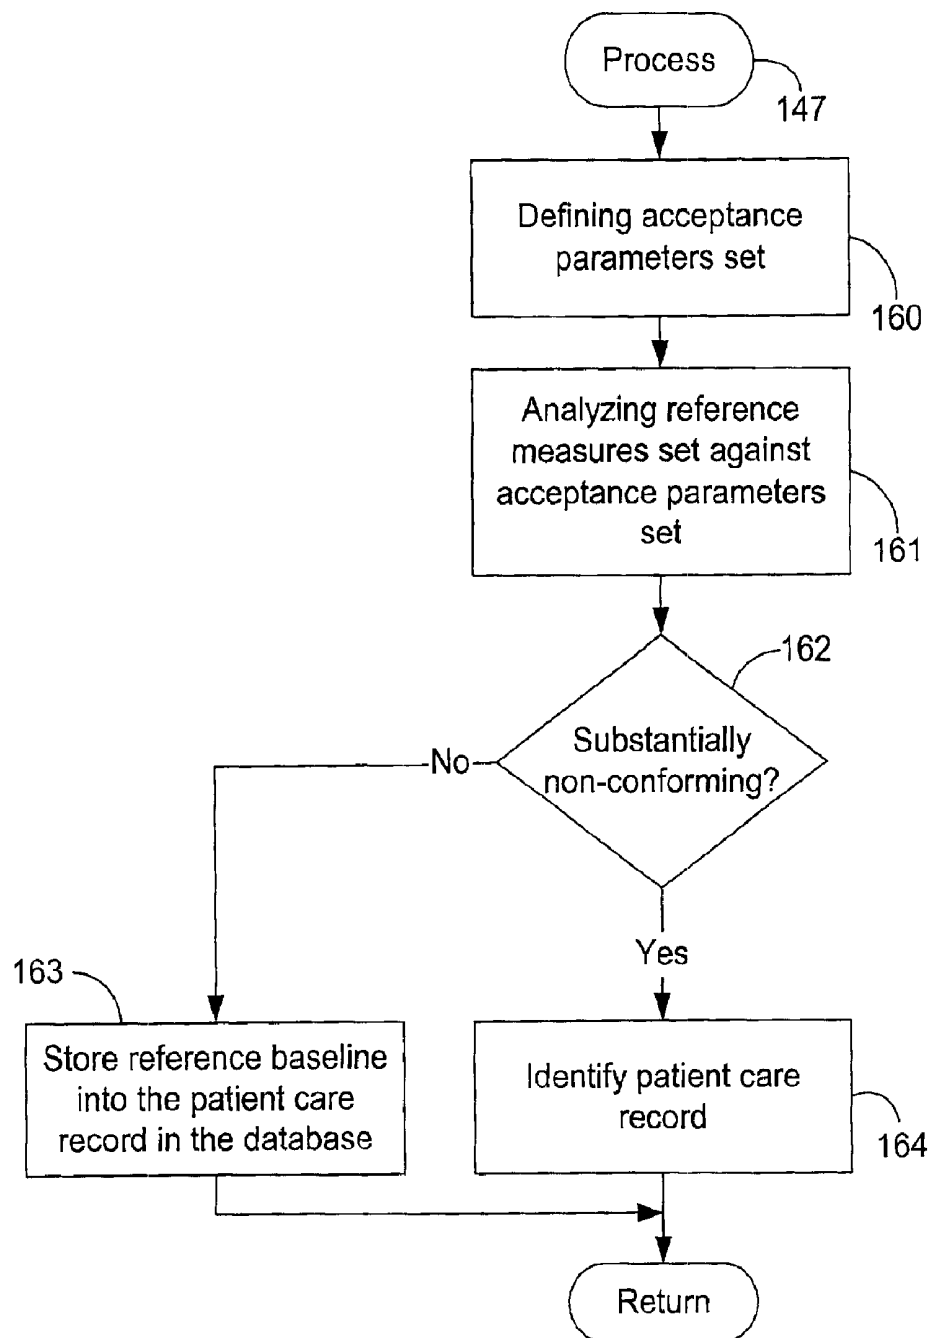 Process
147
Defining acceptance
parameters set
160
Analyzing reference
measures set against
acceptance parameters
set
161
162
Substantially
non-conforming?
No
Yes
163
Store reference baseline
into the patient care
record in the database
Identify patient care
record
164
Return